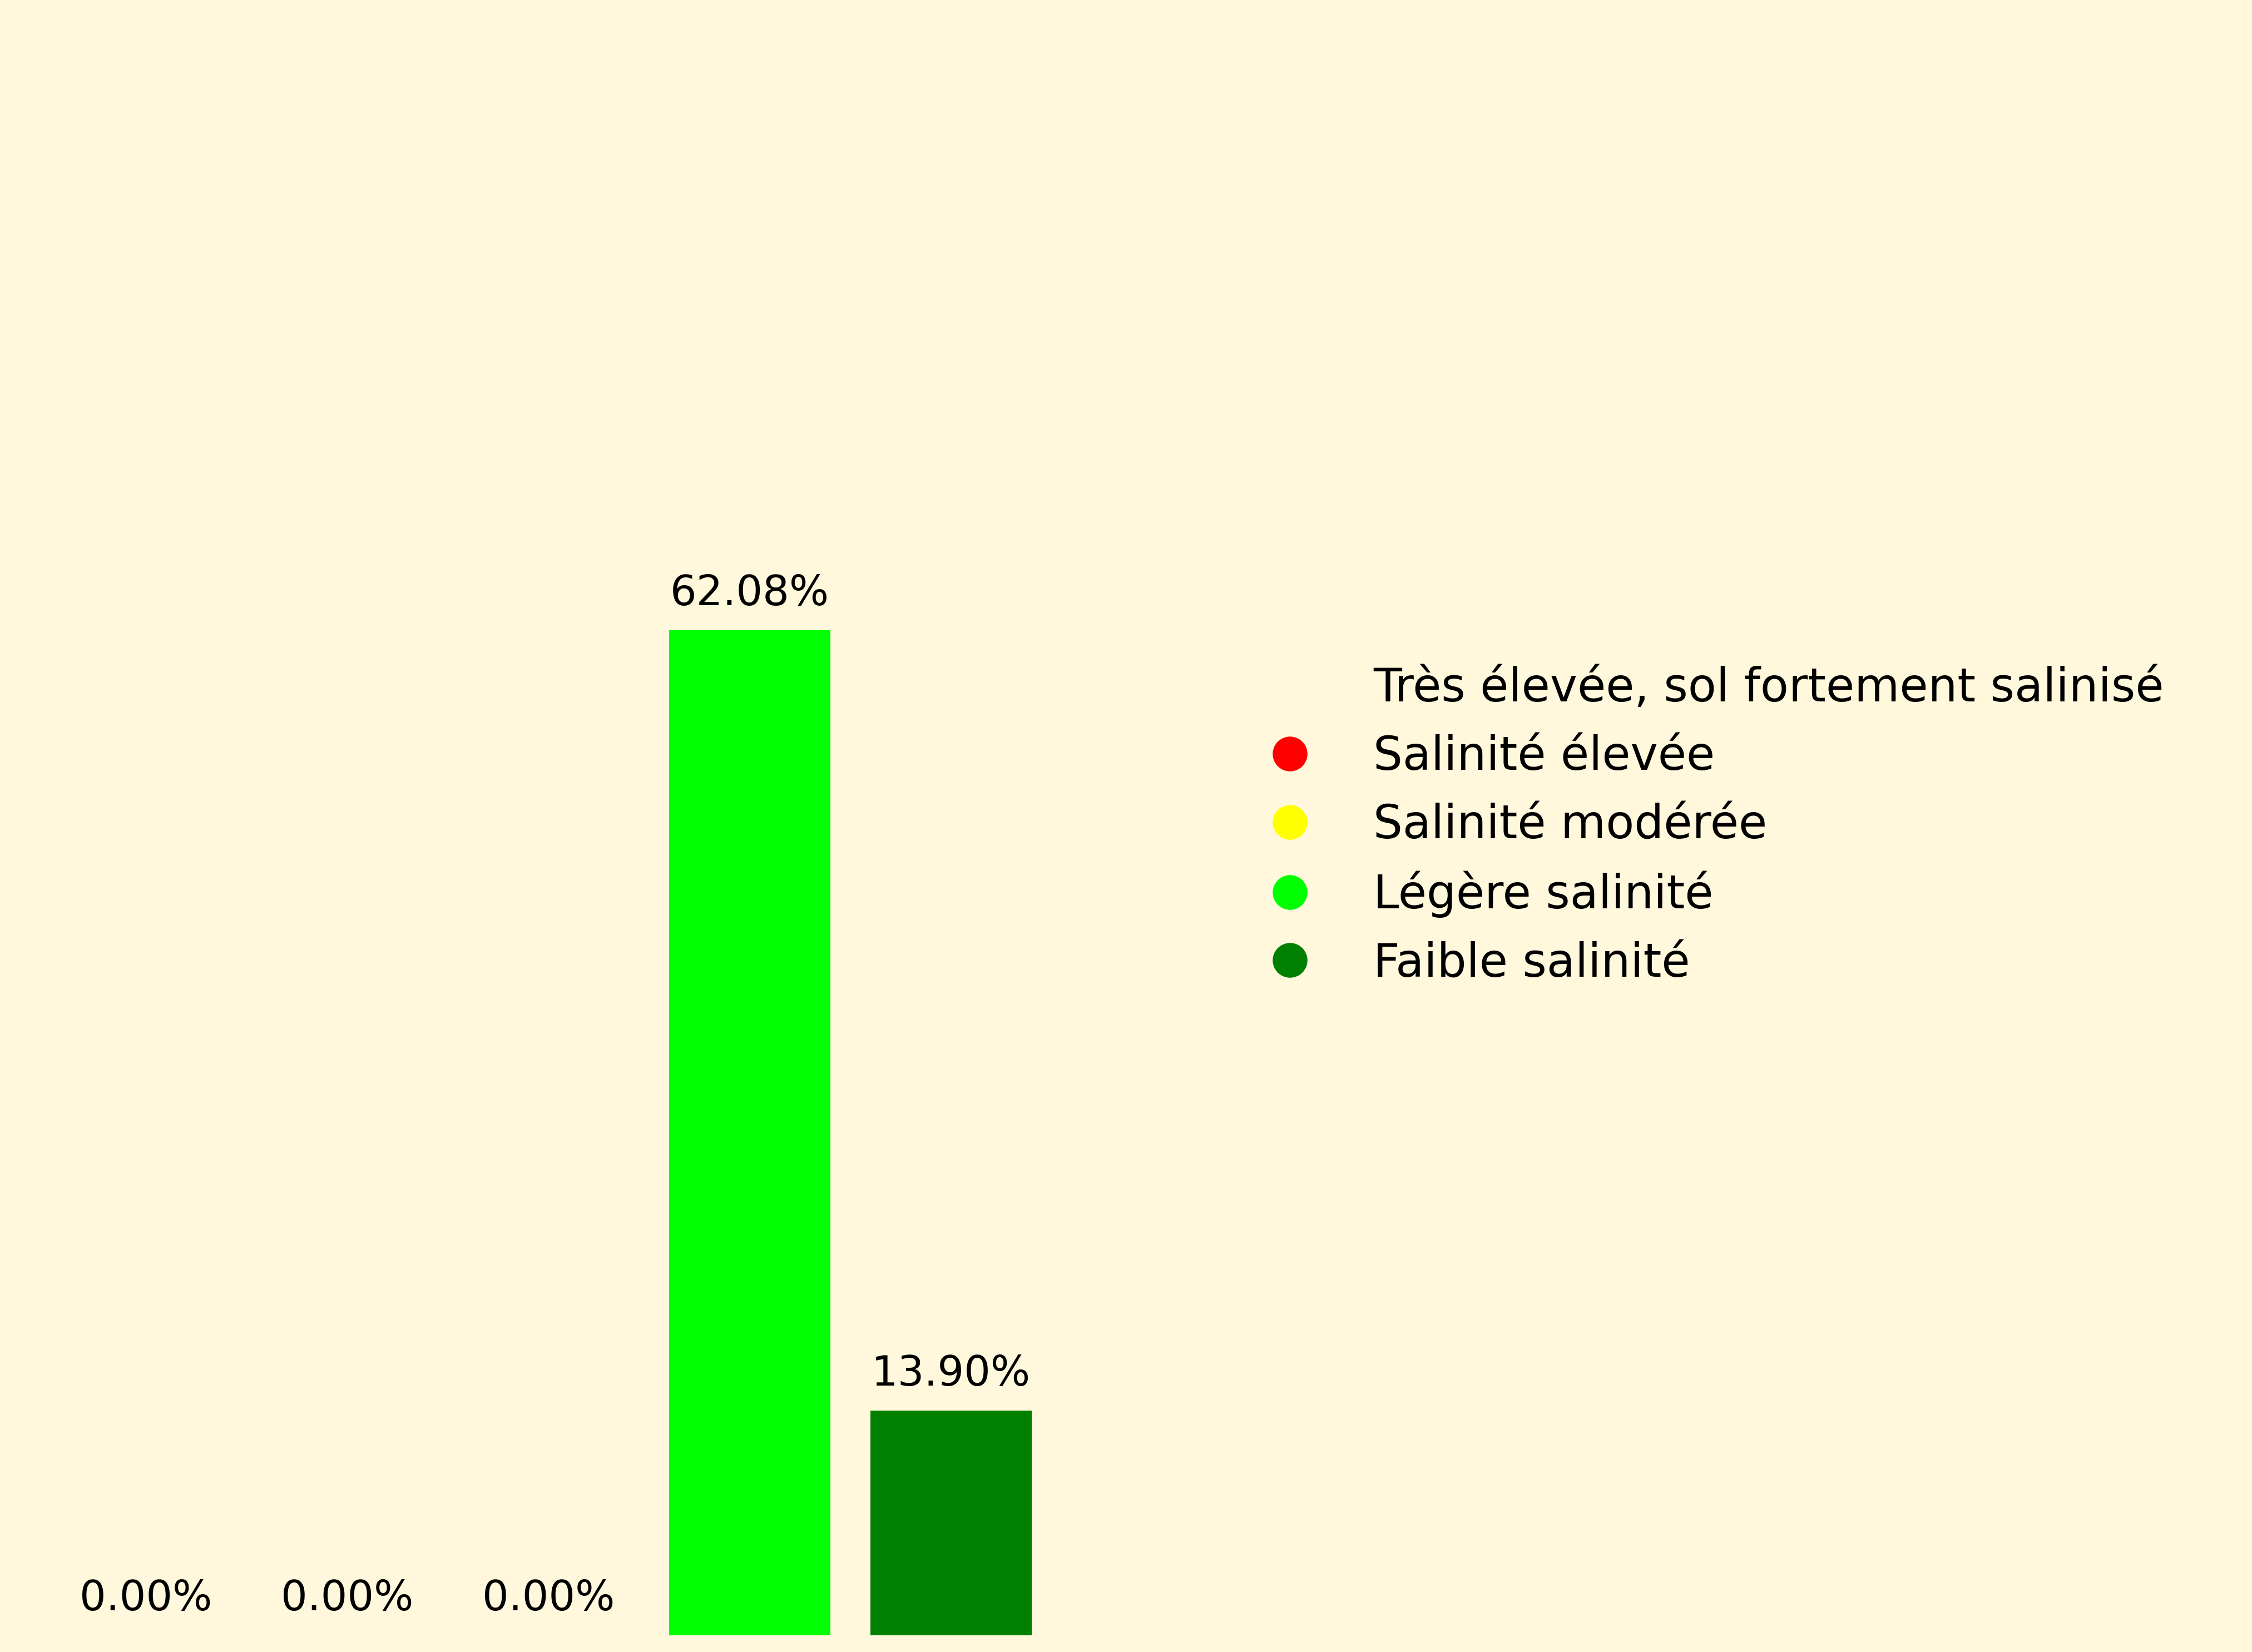 62.08%
Très élevée, sol fortement salinisé
Salinité élevée
Salinité modérée
Légère salinité
Faible salinité
13.90%
0.00% 0.00% 0.00%